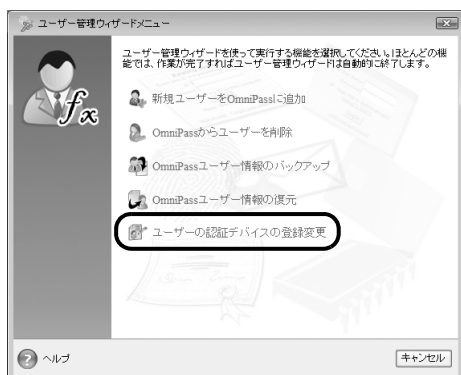 ユーザー管理ウィザードメニュー
ユーザー管理ウィザードを使って実行する機能を選択してください。ほとんどの機
能では、作業が完了すればユーザー管理ウィザードは自動的に終了します。
fx
新規ユーザーをOmniPassに追加
OmniPassからユーザーを削除
OmniPassユーザー情報のバックアップ
OmniPassユーザー情報の復元
ユーザーの認証デバイスの登録変更
? ヘルプ
キャンセル